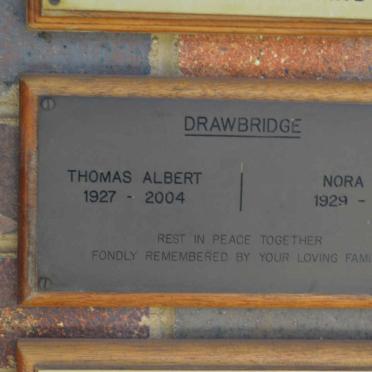 DRAWBRIDGE
THOMAS ALBERT
1927 - 2004
NORA
1929 -
REST IN PEACE TOGETHER
FONDLY REMEMBERED BY YOUR LOVING